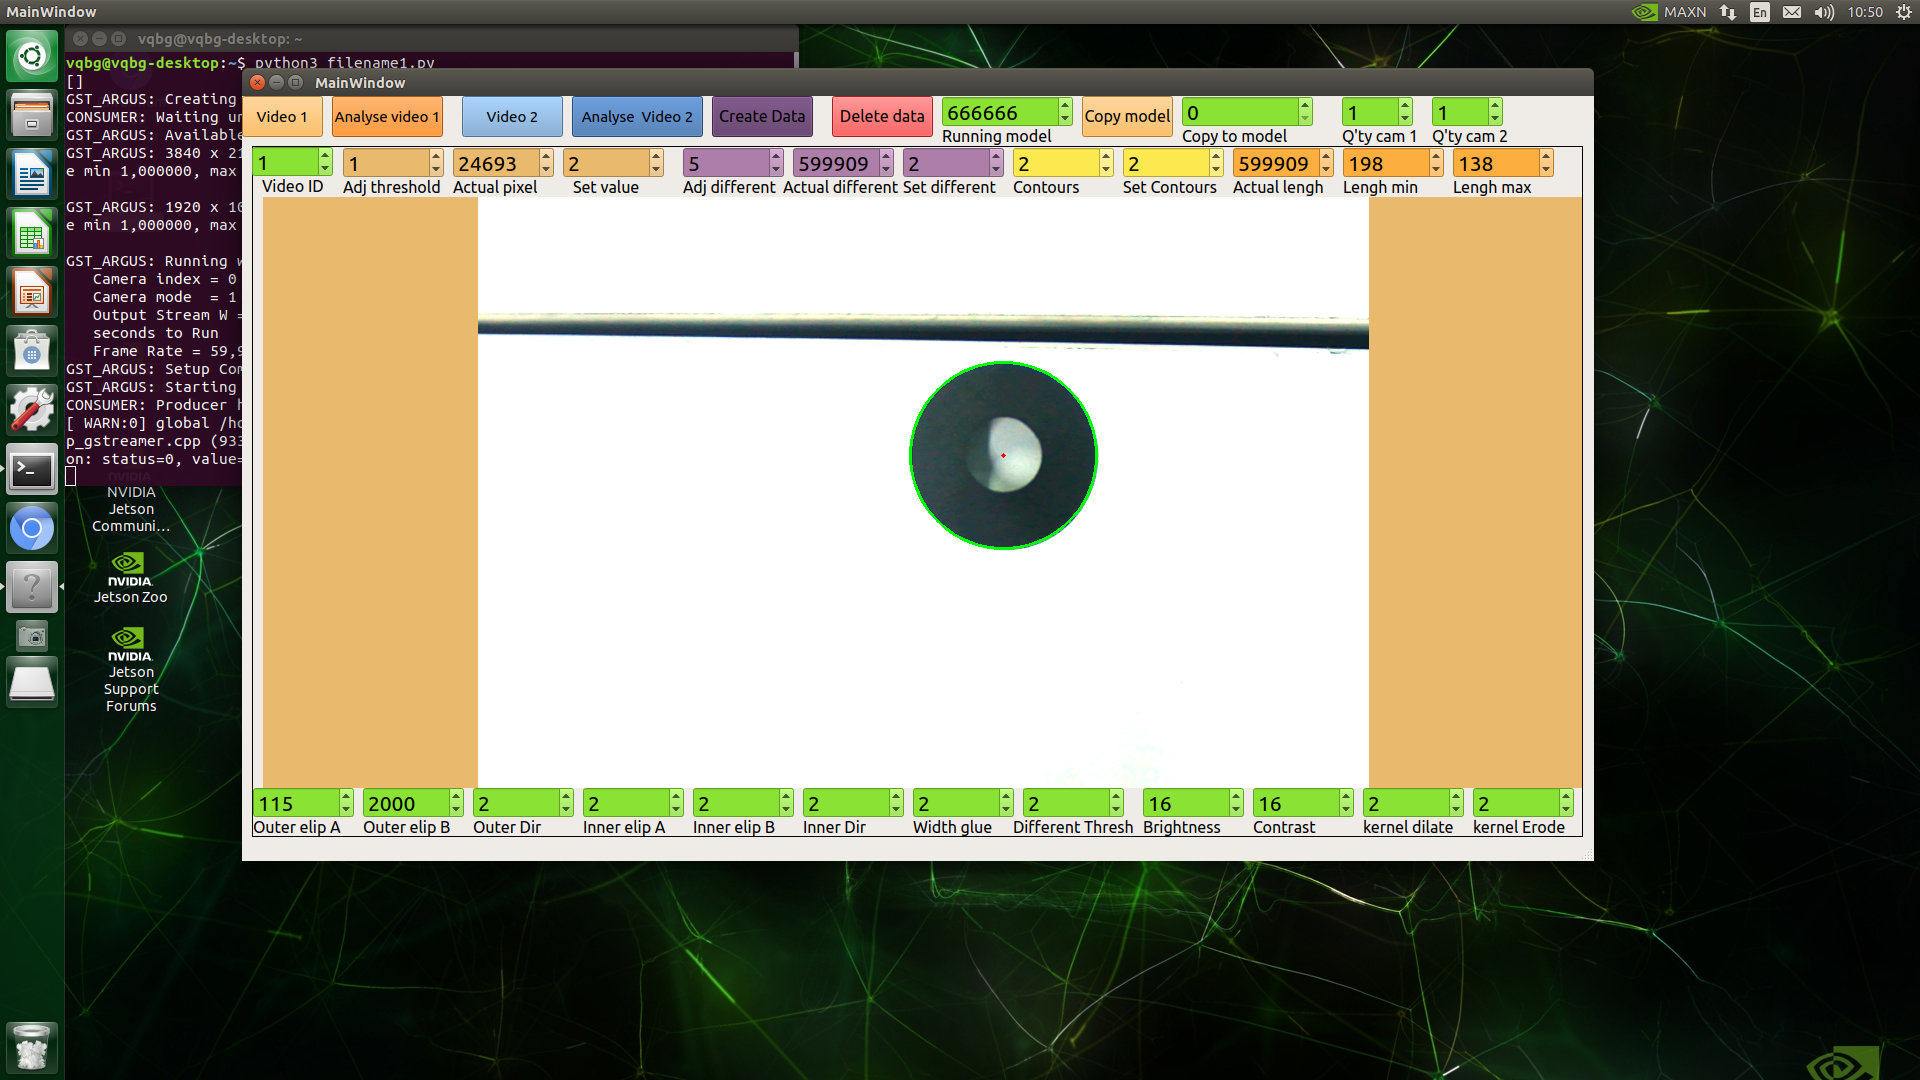 MainWindow
MAXN
En
10:50
vqbg@vqbg-desktop: ~
vqbg@vqbg-desktop:~$ python3 filename1.py
[]
GST_ARGUS: Creating
CONSUMER: Waiting un
GST_ARGUS: Available
GST_ARGUS: 3840 x 21
e min 1,000000, max
GST_ARGUS: 1920 x 10
e min 1,000000, max
GST_ARGUS: Running w
Camera index = 0
Camera mode = 1
Output Stream W =
seconds to Run
Frame Rate = 59,9
GST_ARGUS: Setup Com
GST_ARGUS: Starting
CONSUMER: Producer h
[ WARN:0] global /ho
p_gstreamer.cpp (933
on: status=0, value=
NVIDIA
Jetson
Communi...
NVIDIA.
Jetson Zoo
NVIDIA.
Jetson
Support
Forums
MainWindow
Video 1
Analyse video 1
Video 2
Analyse Video 2
Create Data
Delete data
666666
Running model
Copy model
0
Copy to model
1
Q'ty cam 1
1
Q'ty cam 2
1
Video ID
1
Adj threshold
24693
Actual pixel
2
Set value
5
Adj different
599909
Actual different
2
Set different
2
Contours
2
Set Contours
599909
Actual lengh
198
Lengh min
138
Lengh max
115
Outer elip A
2000
Outer elip B
2
Outer Dir
2
Inner elip A
2
Inner elip B
2
Inner Dir
2
Width glue
2
Different Thresh
16
Brightness
16
Contrast
2
kernel dilate
2
kernel Erode